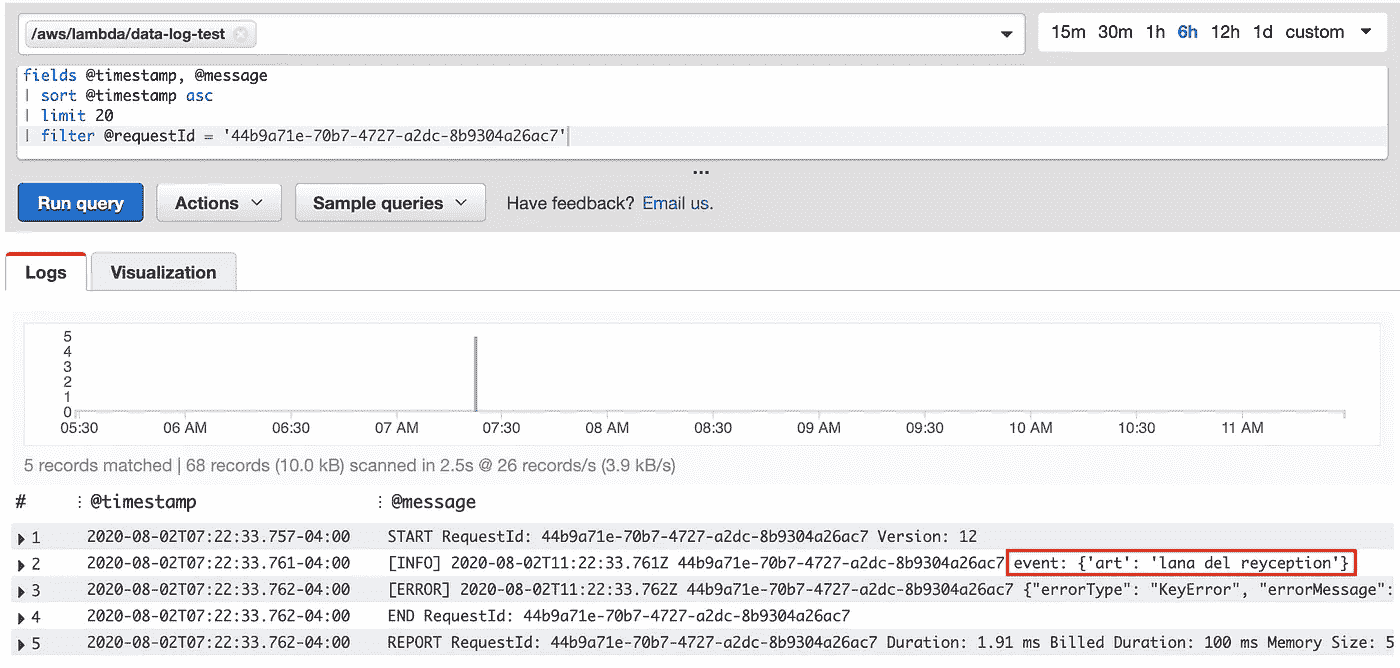 /aws/lambda/data-log-test
15m 30m 1h 6h 12h 1d custom
fields @timestamp, @message
| sort @timestamp asc
| limit 20
| filter @requestId = '44b9a71e-70b7-4727-a2dc-8b9304a26ac7'
...
Run query Actions Sample queries Have feedback? Email us.
Logs Visualization
5
4
3
2
1
0
05:30 06 AM 06:30 07 AM 07:30 08 AM 08:30 09 AM 09:30 10 AM 10:30 11 AM
5 records matched | 68 records (10.0 kB) scanned in 2.5s @ 26 records/s (3.9 kB/s)
# : @timestamp : @message
1 2020-08-02T07:22:33.757-04:00 START RequestId: 44b9a71e-70b7-4727-a2dc-8b9304a26ac7 Version: 12
2 2020-08-02T07:22:33.761-04:00 [INFO] 2020-08-02T11:22:33.761Z 44b9a71e-70b7-4727-a2dc-8b9304a26ac7 event: {'art': 'lana del reyception'}
3 2020-08-02T07:22:33.762-04:00 [ERROR] 2020-08-02T11:22:33.762Z 44b9a71e-70b7-4727-a2dc-8b9304a26ac7 {"errorType": "KeyError", "errorMessage":
4 2020-08-02T07:22:33.762-04:00 END RequestId: 44b9a71e-70b7-4727-a2dc-8b9304a26ac7
5 2020-08-02T07:22:33.762-04:00 REPORT RequestId: 44b9a71e-70b7-4727-a2dc-8b9304a26ac7 Duration: 1.91 ms Billed Duration: 100 ms Memory Size: 5